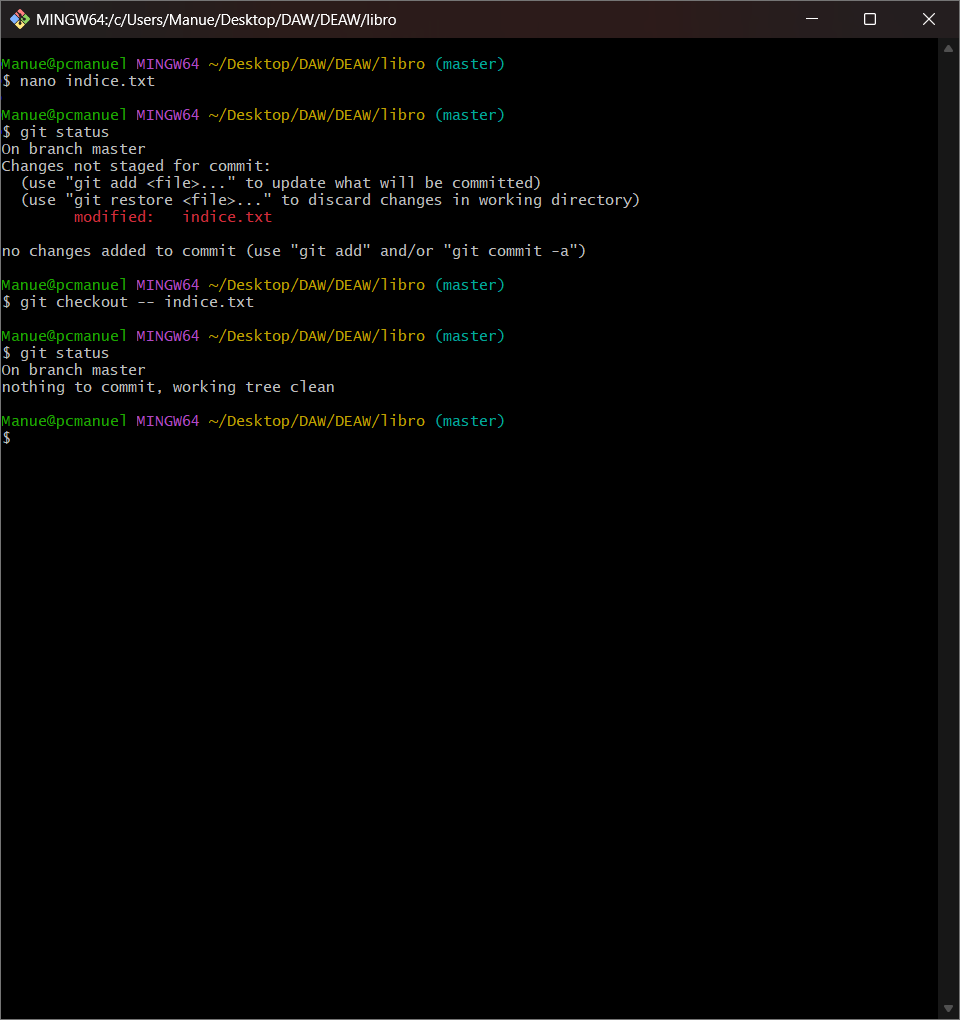 MINGW64:/c/Users/Manue/Desktop/DAW/DEAW/libro
Manue@pcmanuel MINGW64 ~/Desktop/DAW/DEAW/libro (master)
$ nano indice.txt
Manue@pcmanuel MINGW64 ~/Desktop/DAW/DEAW/libro (master)
$ git status
On branch master
Changes not staged for commit:
  (use "git add <file>..." to update what will be committed)
  (use "git restore <file>..." to discard changes in working directory)
        modified:   indice.txt
no changes added to commit (use "git add" and/or "git commit -a")
Manue@pcmanuel MINGW64 ~/Desktop/DAW/DEAW/libro (master)
$ git checkout -- indice.txt
Manue@pcmanuel MINGW64 ~/Desktop/DAW/DEAW/libro (master)
$ git status
On branch master
nothing to commit, working tree clean
Manue@pcmanuel MINGW64 ~/Desktop/DAW/DEAW/libro (master)
$